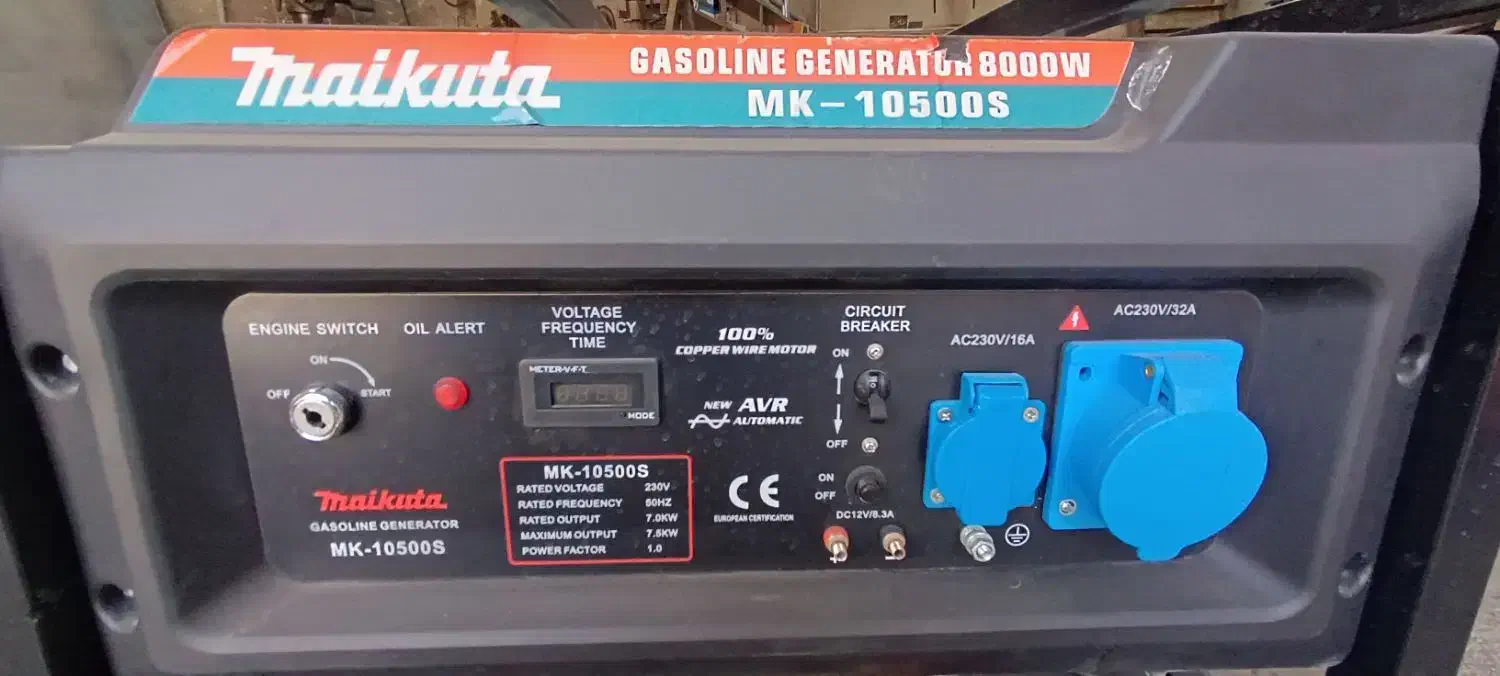 Maikuta
GASOLINE GENERATOR 8000W
MK-10500S
ENGINE SWITCH
ON
OFF
START
OIL ALERT
VOLTAGE
FREQUENCY
TIME
METER-V-F-T
MODE
100%
COPPER WIRE MOTOR
NEW AVR
AUTOMATIC
CIRCUIT
BREAKER
ON
OFF
AC230V/16A
AC230V/32A
Maikuta
GASOLINE GENERATOR
MK-10500S
MK-10500S
RATED VOLTAGE 230V
RATED FREQUENCY 50HZ
RATED OUTPUT 7.0KW
MAXIMUM OUTPUT 7.5KW
POWER FACTOR 1.0
CE
EUROPEAN CERTIFICATION
ON
OFF
DC12V/8.3A
+
-